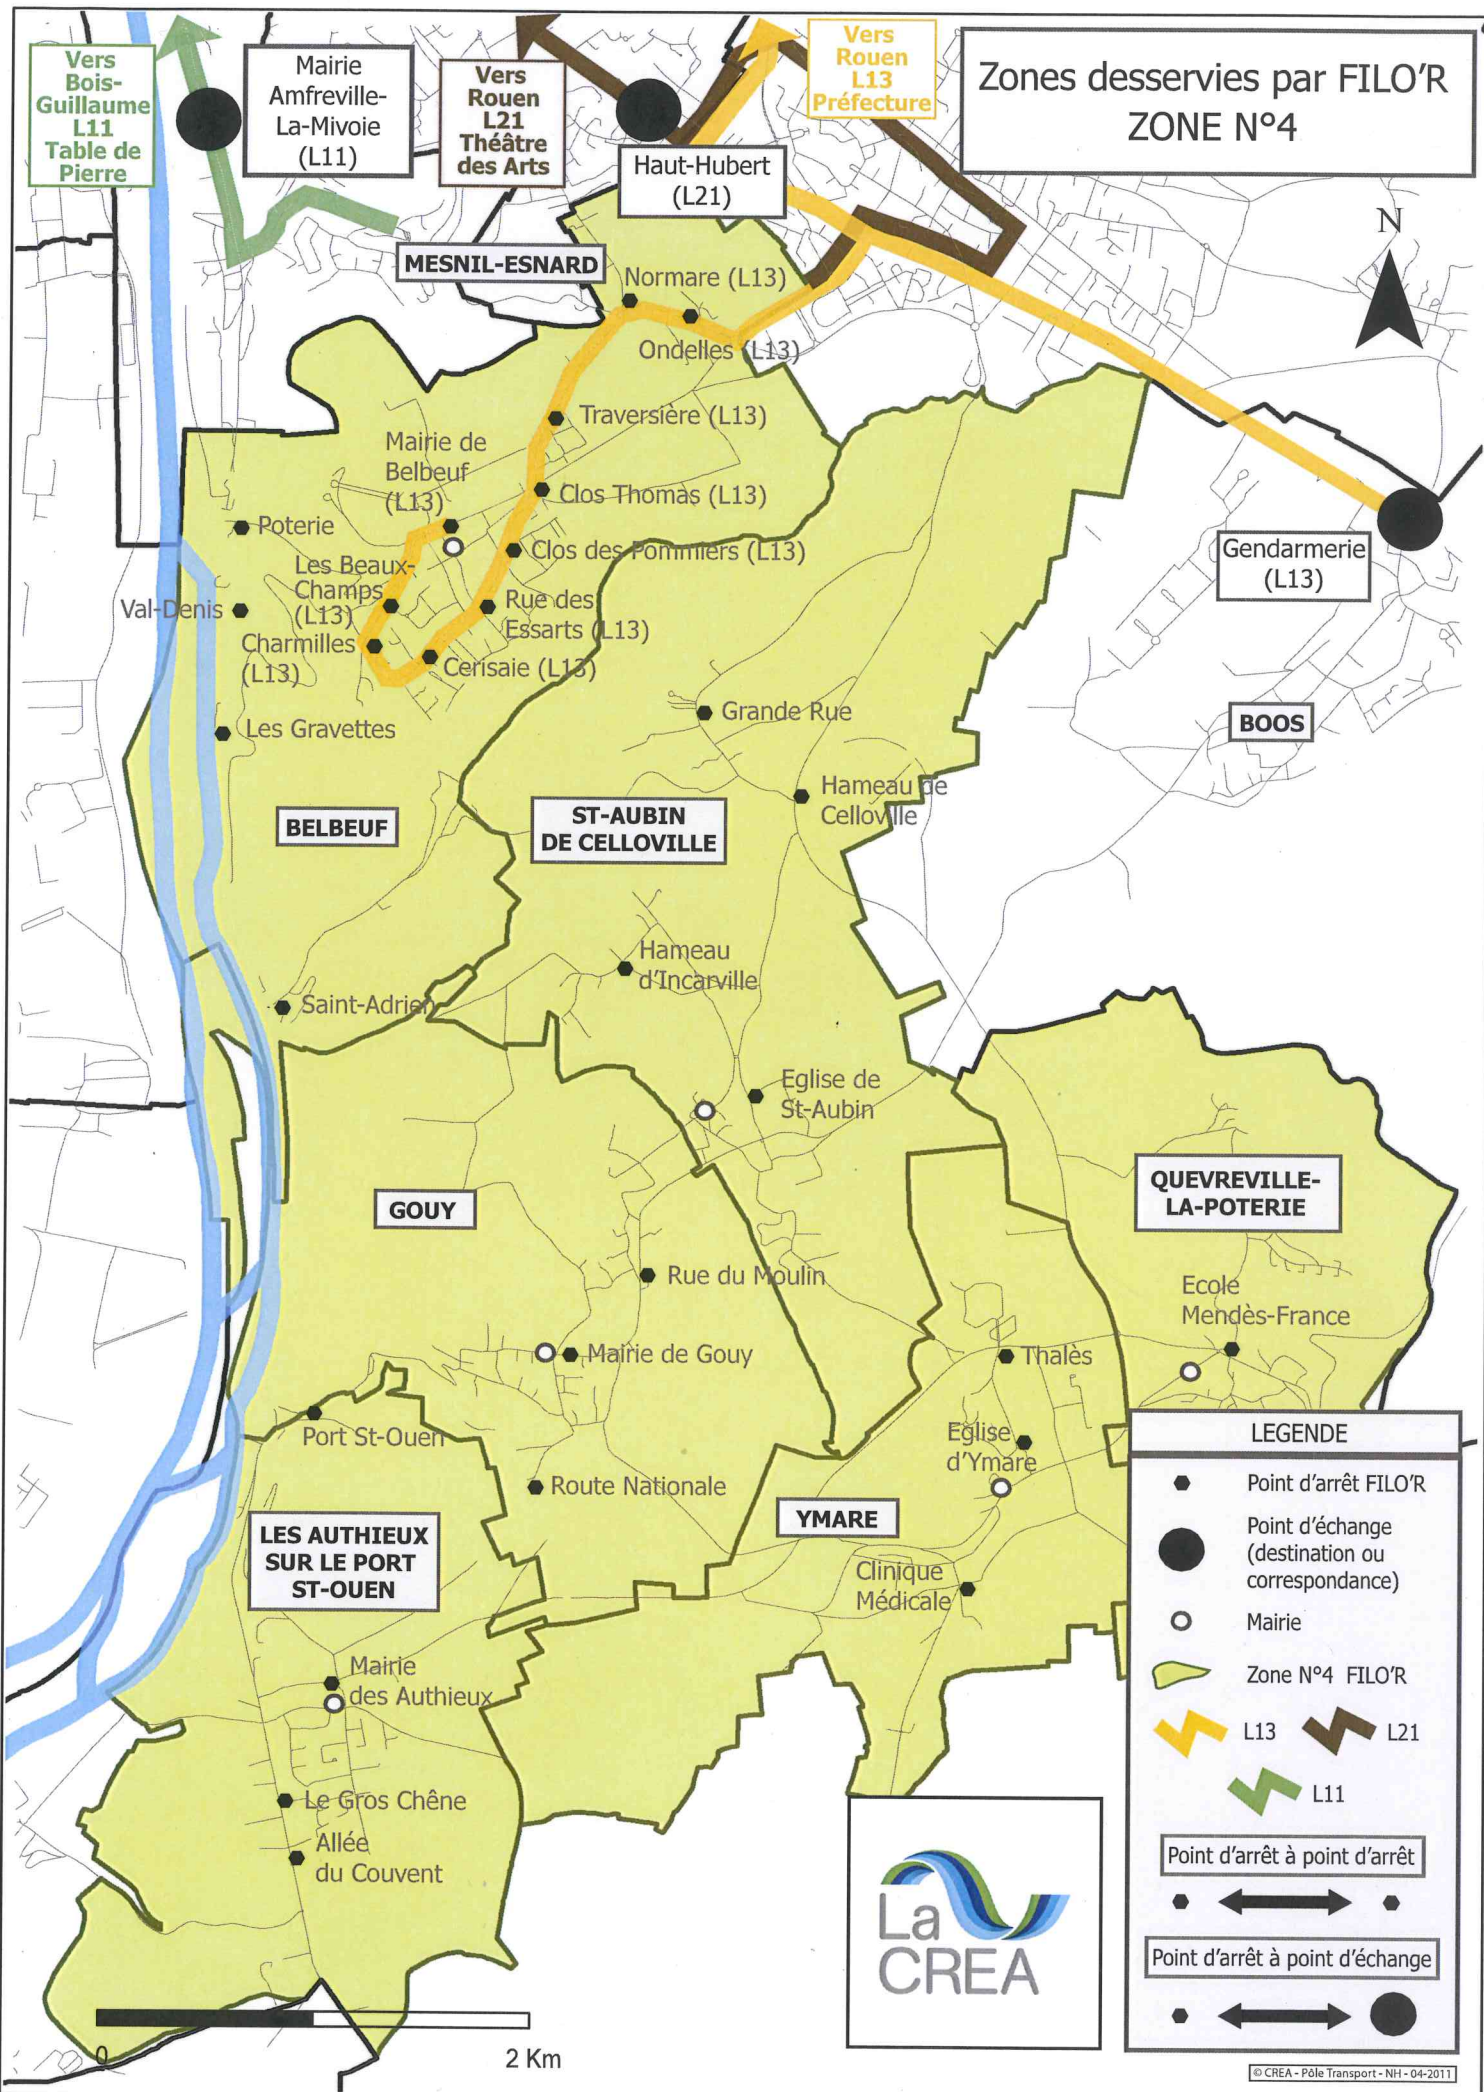 Zones desservies par FILO'R
ZONE N°4
Vers
Bois-
Guillaume
L11
Table de
Pierre
Mairie
Amfreville-
La-Mivoie
(L11)
Vers
Rouen
L21
Théâtre
des Arts
Vers
Rouen
L13
Préfecture
Haut-Hubert
(L21)
N
MESNIL-ESNARD
Normare (L13)
Ondelles (L13)
Traversière (L13)
Mairie de
Belbeuf
(L13)
Clos Thomas (L13)
Poterie
Clos des Pommiers (L13)
Gendarmerie
(L13)
Les Beaux-
Champs
(L13)
Val-Denis
Rue des
Essarts (L13)
Charmilles
(L13)
Cerisaie (L13)
Les Gravettes
Grande Rue
BOOS
Hameau de
Celloville
BELBEUF
ST-AUBIN
DE CELLOVILLE
Hameau
d'Incarville
Saint-Adrien
Eglise de
St-Aubin
GOUY
QUEVREVILLE-
LA-POTERIE
Rue du Moulin
Ecole
Mendès-France
Mairie de Gouy
Thalès
Port St-Ouen
Eglise
d'Ymare
Route Nationale
YMARE
LES AUTHIEUX
SUR LE PORT
ST-OUEN
Clinique
Médicale
Mairie
des Authieux
Le Gros Chêne
Allée
du Couvent
LEGENDE
Point d'arrêt FILO'R
Point d'échange
(destination ou
correspondance)
Mairie
Zone N°4 FILO'R
L13
L21
L11
Point d'arrêt à point d'arrêt
Point d'arrêt à point d'échange
La
CREA
0
2 Km
© CREA - Pôle Transport - NH - 04-2011